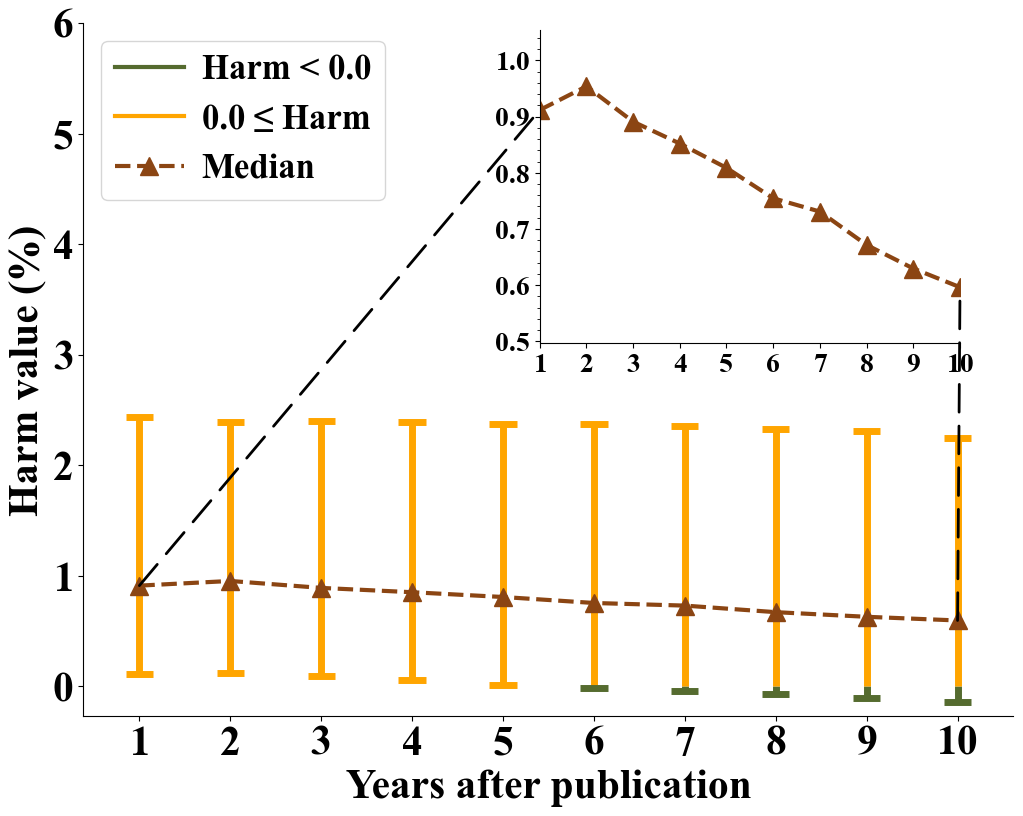 Harm value (%)
6
5
4
3
2
1
0
Harm < 0.0
0.0 ≤ Harm
Median
1.0
0.9
0.8
0.7
0.6
0.5
1 2 3 4 5 6 7 8 9 10
1 2 3 4 5 6 7 8 9 10
Years after publication